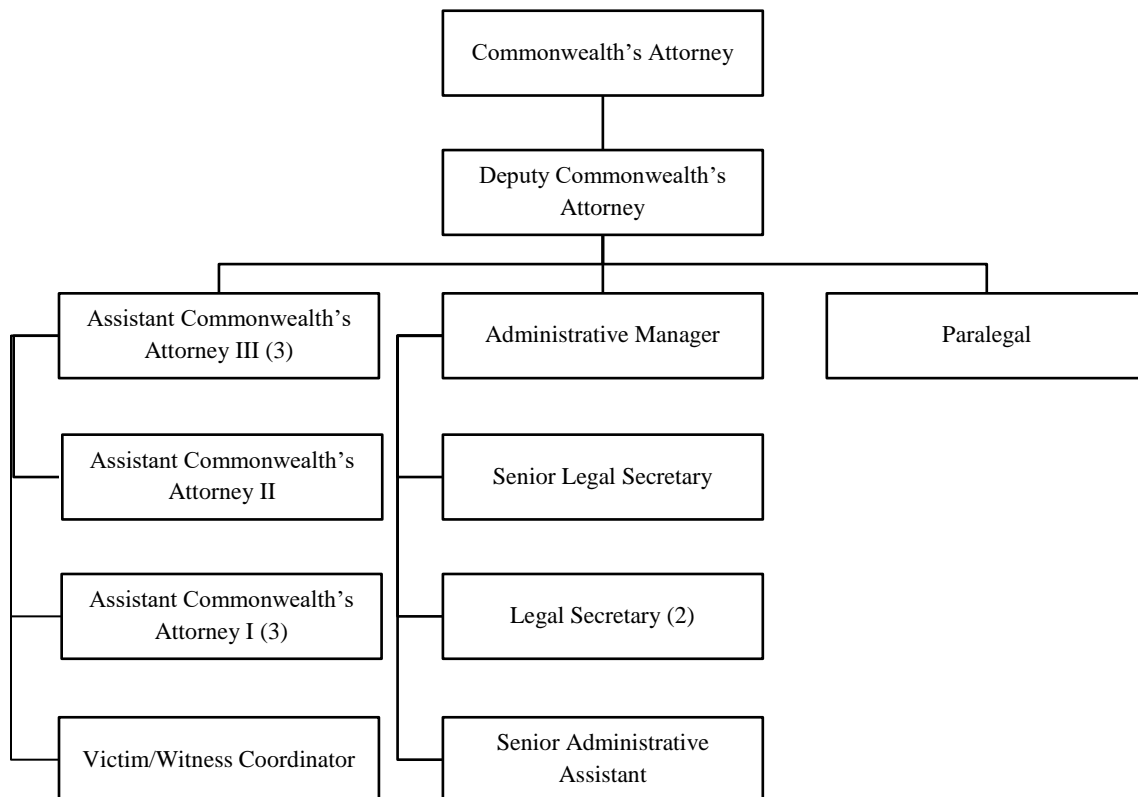 Commonwealth’s Attorney
Deputy Commonwealth’s
Attorney
Assistant Commonwealth’s
Attorney III (3)
Administrative Manager
Paralegal
Assistant Commonwealth’s
Attorney II
Senior Legal Secretary
Assistant Commonwealth’s
Attorney I (3)
Legal Secretary (2)
Victim/Witness Coordinator
Senior Administrative
Assistant